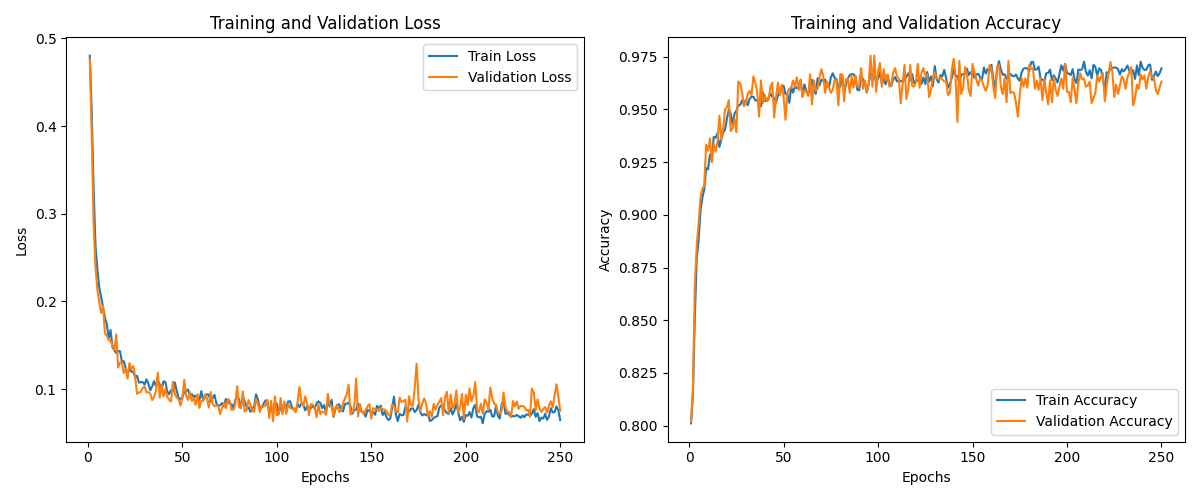 Training and Validation Loss
0.5
0.4
0.3
0.2
0.1
Loss
Train Loss
Validation Loss
0 50 100 150 200 250
Epochs
Training and Validation Accuracy
0.975
0.950
0.925
0.900
0.875
0.850
0.825
0.800
Accuracy
Train Accuracy
Validation Accuracy
0 50 100 150 200 250
Epochs